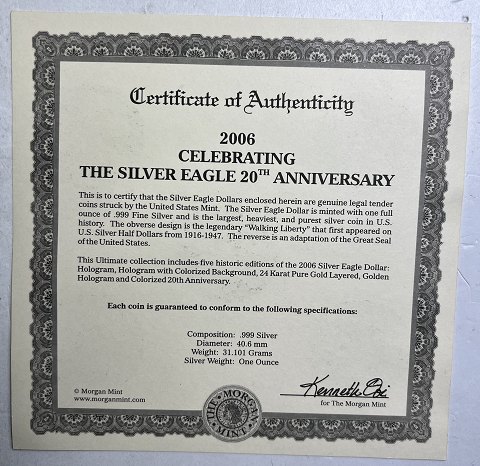 Certificate of Authenticity
2006
CELEBRATING
THE SILVER EAGLE 20TH ANNIVERSARY
This is to certify that the Silver Eagle Dollars enclosed herein are genuine legal tender
coins struck by the United States Mint. The Silver Eagle Dollar is minted with one full
ounce of .999 Fine Silver and is the largest, heaviest, and purest silver coin in U.S.
history. The obverse design is the legendary "Walking Liberty" that first appeared on
U.S. Silver Half Dollars from 1916-1947. The reverse is an adaptation of the Great Seal
of the United States.
This Ultimate collection includes five historic editions of the 2006 Silver Eagle Dollar:
Hologram, Hologram with Colorized Background, 24 Karat Pure Gold Layered, Golden
Hologram and Colorized 20th Anniversary.
Each coin is guaranteed to conform to the following specifications:
Composition: .999 Silver
Diameter: 40.6 mm
Weight: 31.101 Grams
Silver Weight: One Ounce
© Morgan Mint
www.morganmint.com
THE MORGAN MINT
Kenneth
for The Morgan Mint